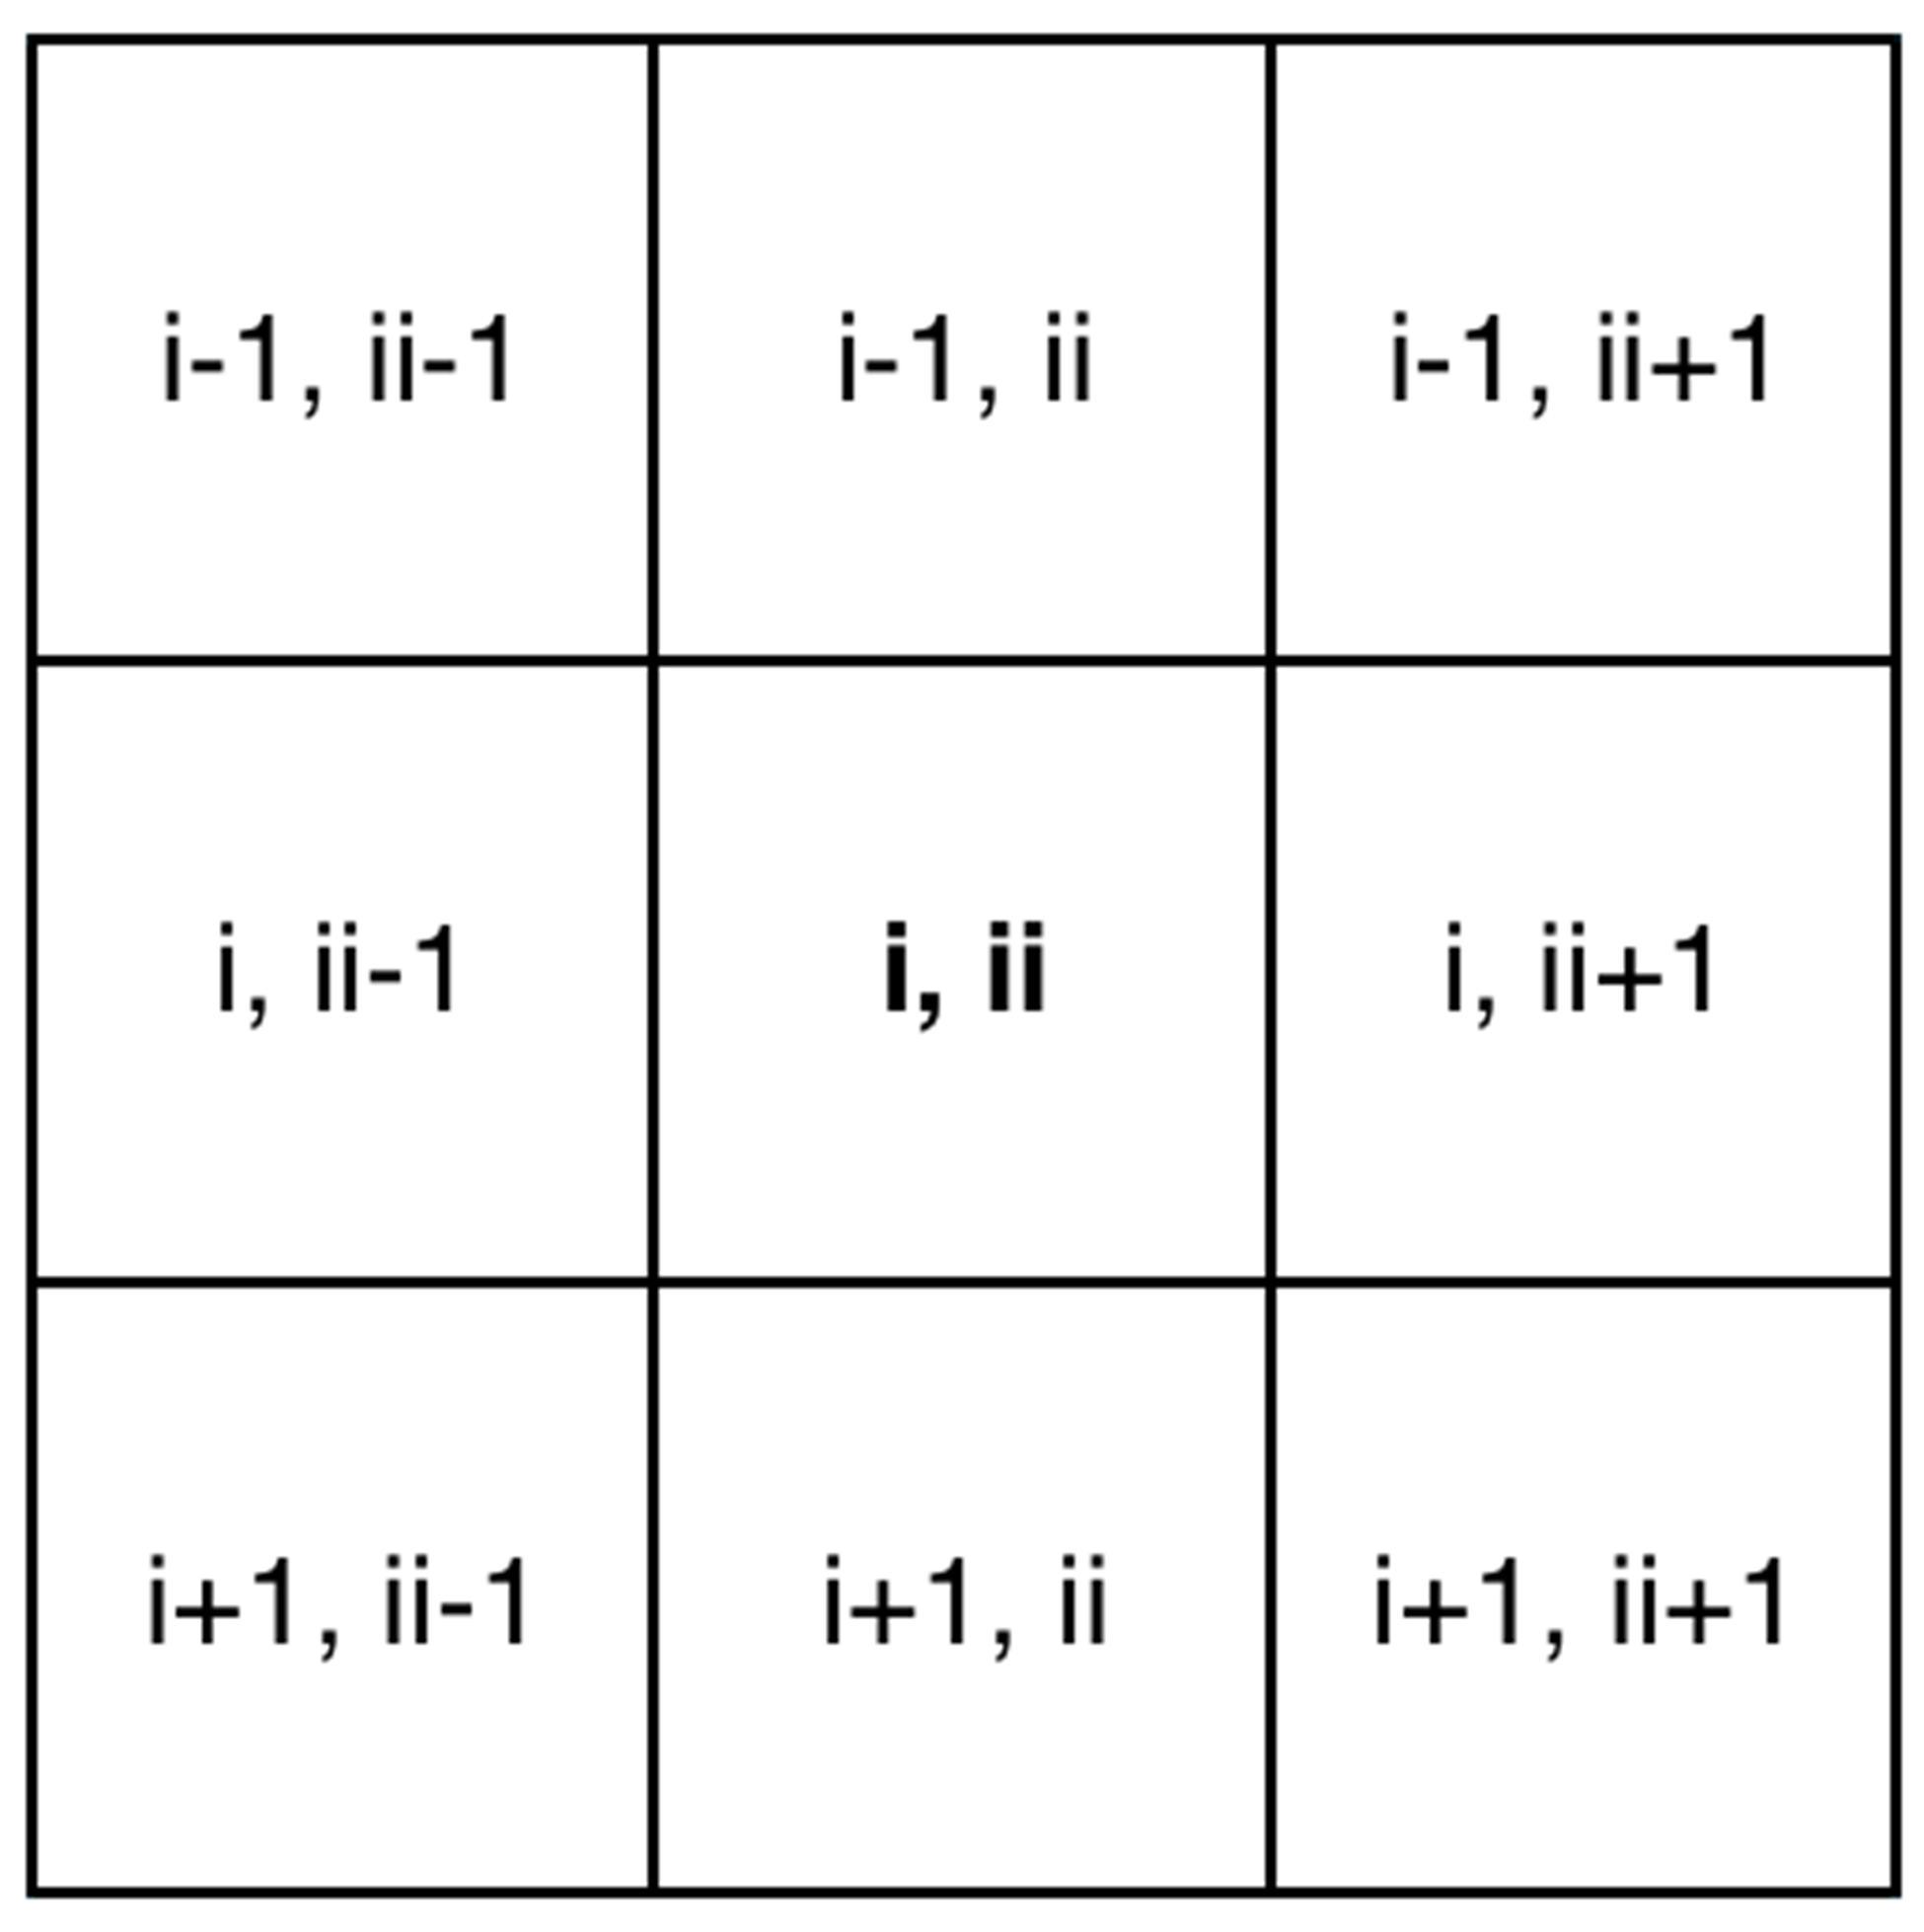 i-1, ii-1
i-1, ii
i-1, ii+1
i, ii-1
i, ii
i, ii+1
i+1, ii-1
i+1, ii
i+1, ii+1